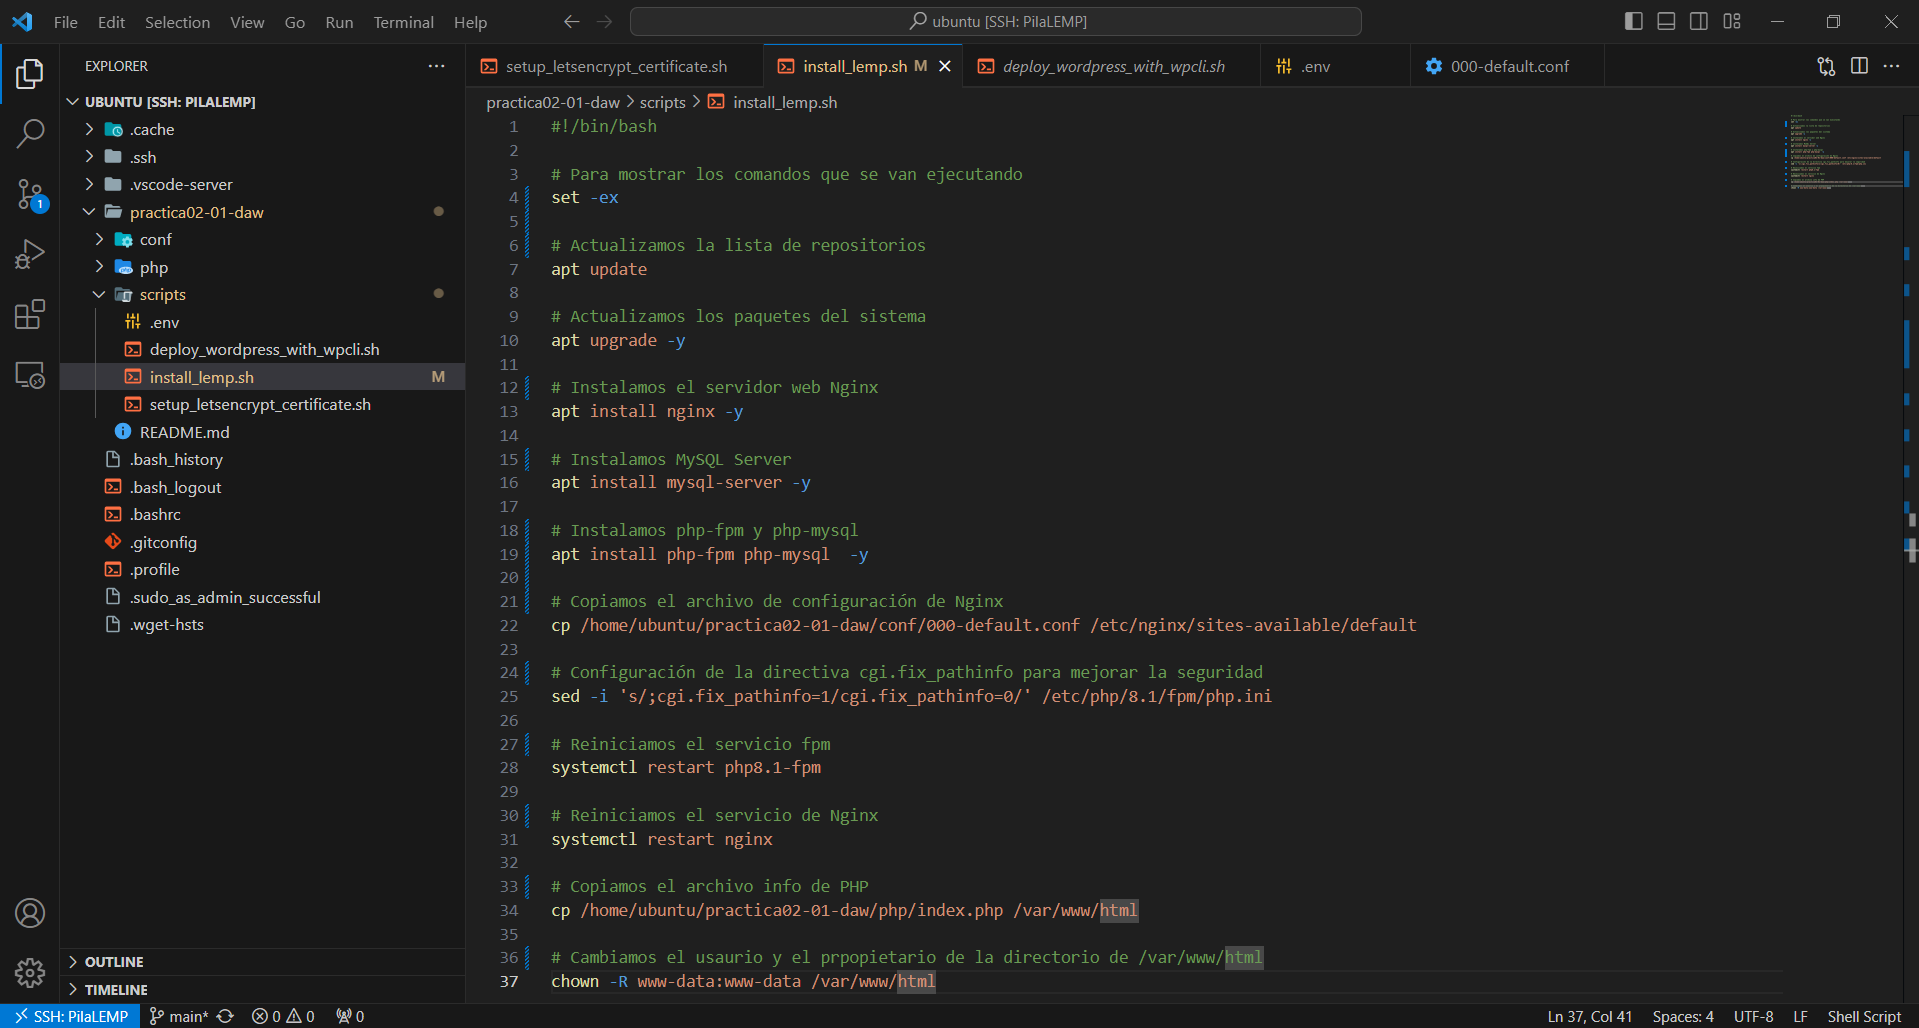 File Edit Selection View Go Run Terminal Help
ubuntu [SSH: PilaLEMP]
EXPLORER
UBUNTU [SSH: PILALEMP]
.cache
.ssh
.vscode-server
practica02-01-daw
conf
php
scripts
.env
deploy_wordpress_with_wpcli.sh
install_lemp.sh M
setup_letsencrypt_certificate.sh
README.md
.bash_history
.bash_logout
.bashrc
.gitconfig
.profile
.sudo_as_admin_successful
.wget-hsts
OUTLINE
TIMELINE
1
setup_letsencrypt_certificate.sh install_lemp.sh M deploy_wordpress_with_wpcli.sh .env 000-default.conf
practica02-01-daw > scripts > install_lemp.sh
1 #!/bin/bash
2
3 # Para mostrar los comandos que se van ejecutando
4 set -ex
5
6 # Actualizamos la lista de repositorios
7 apt update
8
9 # Actualizamos los paquetes del sistema
10 apt upgrade -y
11
12 # Instalamos el servidor web Nginx
13 apt install nginx -y
14
15 # Instalamos MySQL Server
16 apt install mysql-server -y
17
18 # Instalamos php-fpm y php-mysql
19 apt install php-fpm php-mysql  -y
20
21 # Copiamos el archivo de configuración de Nginx
22 cp /home/ubuntu/practica02-01-daw/conf/000-default.conf /etc/nginx/sites-available/default
23
24 # Configuración de la directiva cgi.fix_pathinfo para mejorar la seguridad
25 sed -i 's/;cgi.fix_pathinfo=1/cgi.fix_pathinfo=0/' /etc/php/8.1/fpm/php.ini
26
27 # Reiniciamos el servicio fpm
28 systemctl restart php8.1-fpm
29
30 # Reiniciamos el servicio de Nginx
31 systemctl restart nginx
32
33 # Copiamos el archivo info de PHP
34 cp /home/ubuntu/practica02-01-daw/php/index.php /var/www/html
35
36 # Cambiamos el usaurio y el prpopietario de la directorio de /var/www/html
37 chown -R www-data:www-data /var/www/html
SSH: PilaLEMP main* 0 0 0 Ln 37, Col 41 Spaces: 4 UTF-8 LF Shell Script